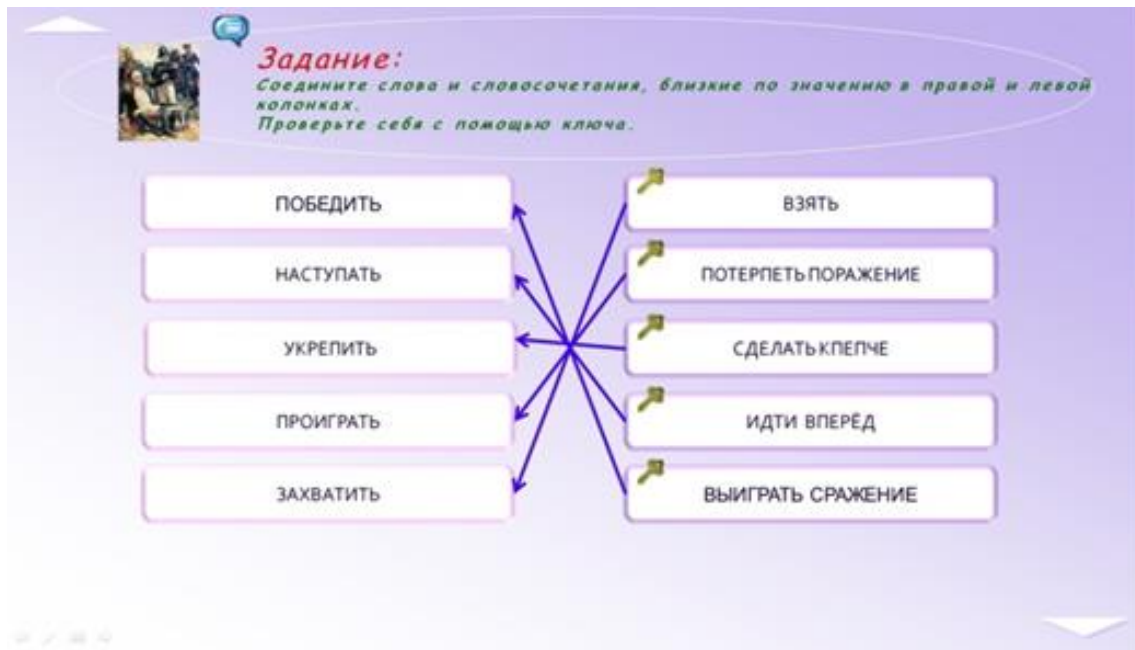 Задание:
Соедините слова и словосочетания, близкие по значению в правой и левой
колонках.
Проверьте себя с помощью ключа.
ПОБЕДИТЬ
ВЗЯТЬ
НАСТУПАТЬ
ПОТЕРПЕТЬ ПОРАЖЕНИЕ
УКРЕПИТЬ
СДЕЛАТЬ КПЕПЧЕ
ПРОИГРАТЬ
ИДТИ ВПЕРЁД
ЗАХВАТИТЬ
ВЫИГРАТЬ СРАЖЕНИЕ